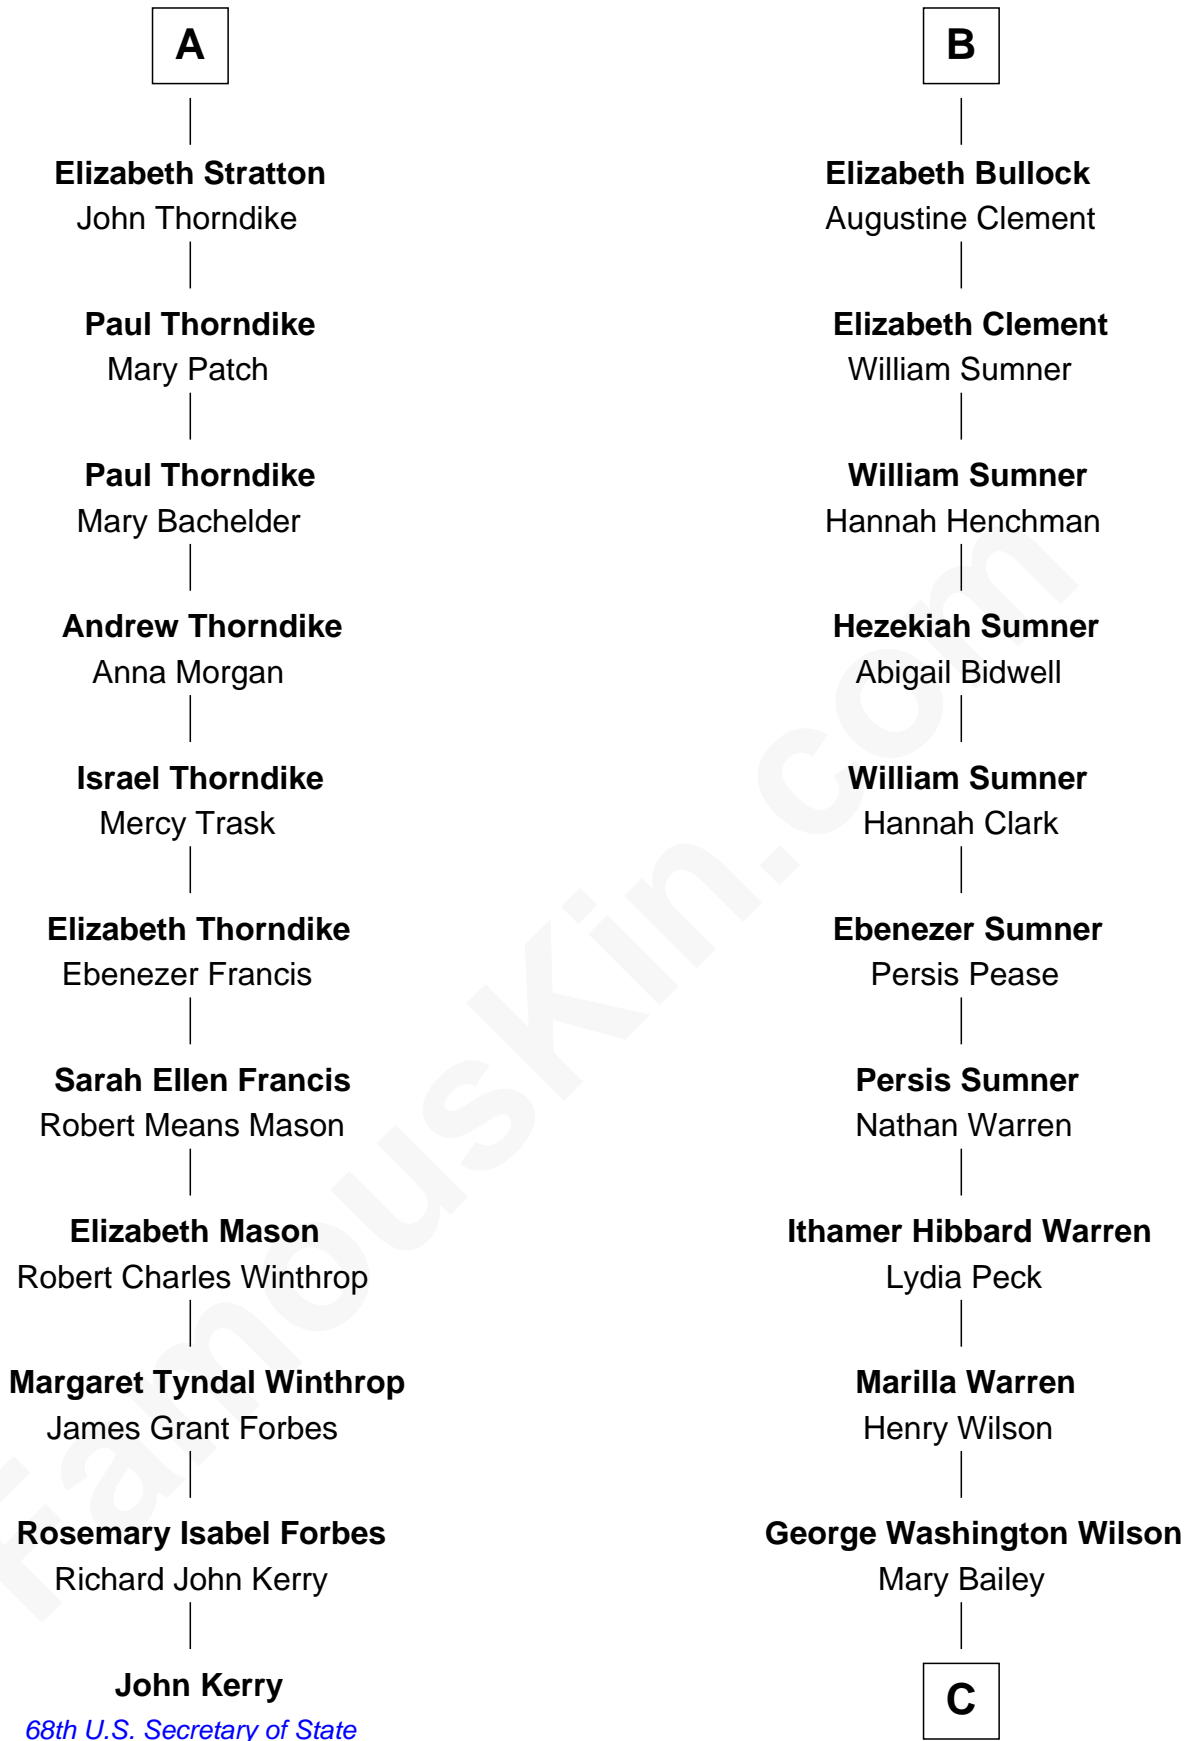 A
Elizabeth Stratton
John Thorndike
Paul Thorndike
Mary Patch
Paul Thorndike
Mary Bachelder
Andrew Thorndike
Anna Morgan
Israel Thorndike
Mercy Trask
Elizabeth Thorndike
Ebenezer Francis
Sarah Ellen Francis
Robert Means Mason
Elizabeth Mason
Robert Charles Winthrop
Margaret Tyndal Winthrop
James Grant Forbes
Rosemary Isabel Forbes
Richard John Kerry
John Kerry
68th U.S. Secretary of State
B
Elizabeth Bullock
Augustine Clement
Elizabeth Clement
William Sumner
William Sumner
Hannah Henchman
Hezekiah Sumner
Abigail Bidwell
William Sumner
Hannah Clark
Ebenezer Sumner
Persis Pease
Persis Sumner
Nathan Warren
Ithamer Hibbard Warren
Lydia Peck
Marilla Warren
Henry Wilson
George Washington Wilson
Mary Bailey
C
FamousKin.com